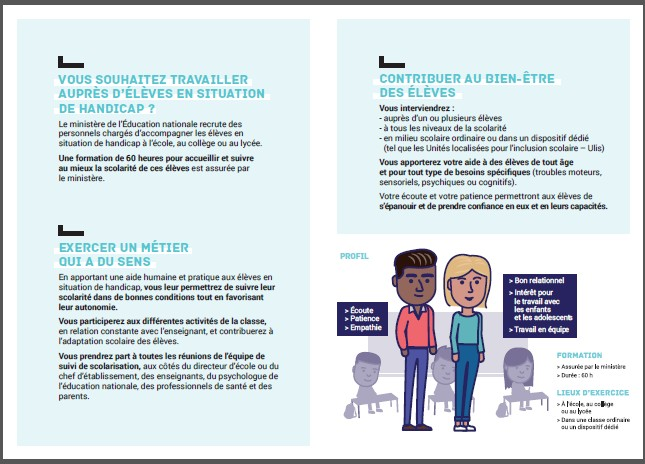 VOUS SOUHAITEZ TRAVAILLER
AUPRÈS D'ÉLÈVES EN SITUATION
DE HANDICAP ?
Le ministère de l'Éducation nationale recrute des
personnels chargés d'accompagner les élèves en
situation de handicap à l'école, au collège ou au lycée.
Une formation de 60 heures pour accueillir et suivre
au mieux la scolarité de ces élèves est assurée par
le ministère.
EXERCER UN MÉTIER
QUI A DU SENS
En apportant une aide humaine et pratique aux élèves en
situation de handicap, vous leur permettrez de suivre leur
scolarité dans de bonnes conditions tout en favorisant
leur autonomie.
Vous participerez aux différentes activités de la classe,
en relation constante avec l'enseignant, et contribuerez à
l'adaptation scolaire des élèves.
Vous prendrez part à toutes les réunions de l'équipe de
suivi de scolarisation, aux côtés du directeur d'école ou du
chef d'établissement, des enseignants, du psychologue de
l'éducation nationale, des professionnels de santé et des
parents.
CONTRIBUER AU BIEN-ÊTRE
DES ÉLÈVES
Vous interviendrez :
- auprès d'un ou plusieurs élèves
- à tous les niveaux de la scolarité
- en milieu scolaire ordinaire ou dans un dispositif dédié
(tel que les Unités localisées pour l'inclusion scolaire – Ulis)
Vous apporterez votre aide à des élèves de tout âge
et pour tout type de besoins spécifiques (troubles moteurs,
sensoriels, psychiques ou cognitifs).
Votre écoute et votre patience permettront aux élèves de
s'épanouir et de prendre confiance en eux et en leurs capacités.
PROFIL
> Écoute
> Patience
> Empathie
> Bon relationnel
> Intérêt pour
le travail avec
les enfants
et les adolescents
> Travail en équipe
FORMATION
> Assurée par le ministère
> Durée : 60 h
LIEUX D'EXERCICE
> À l'école, au collège
ou au lycée
> Dans une classe ordinaire
ou un dispositif dédié